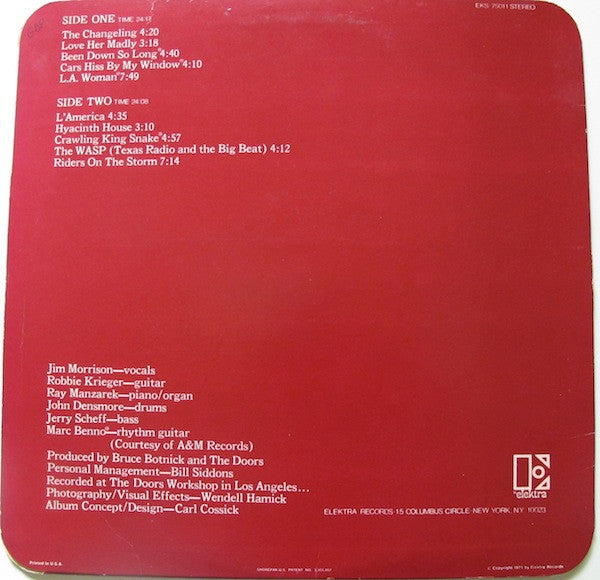 EKS 75011 STEREO
SIDE ONE TIME 24:17
The Changeling 4:20
Love Her Madly 3:18
Been Down So Long*4:40
Cars Hiss By My Window*4:10
L.A. Woman*7:49
SIDE TWO TIME 24:08
L'America 4:35
Hyacinth House 3:10
Crawling King Snake*4:57
The WASP (Texas Radio and the Big Beat) 4:12
Riders On The Storm 7:14
Jim Morrison—vocals
Robbie Krieger—guitar
Ray Manzarek—piano/organ
John Densmore—drums
Jerry Scheff—bass
Marc Benno*—rhythm guitar
(Courtesy of A&M Records)
Produced by Bruce Botnick and The Doors
Personal Management—Bill Siddons
Recorded at The Doors Workshop in Los Angeles...
Photography/Visual Effects—Wendell Hamick
Album Concept/Design—Carl Cossick
elektra
ELEKTRA RECORDS·15 COLUMBUS CIRCLE·NEW YORK, N.Y. 10023
Printed in U.S.A.
U.S. PATENT NO.
© Copyright 1971 by Elektra Records